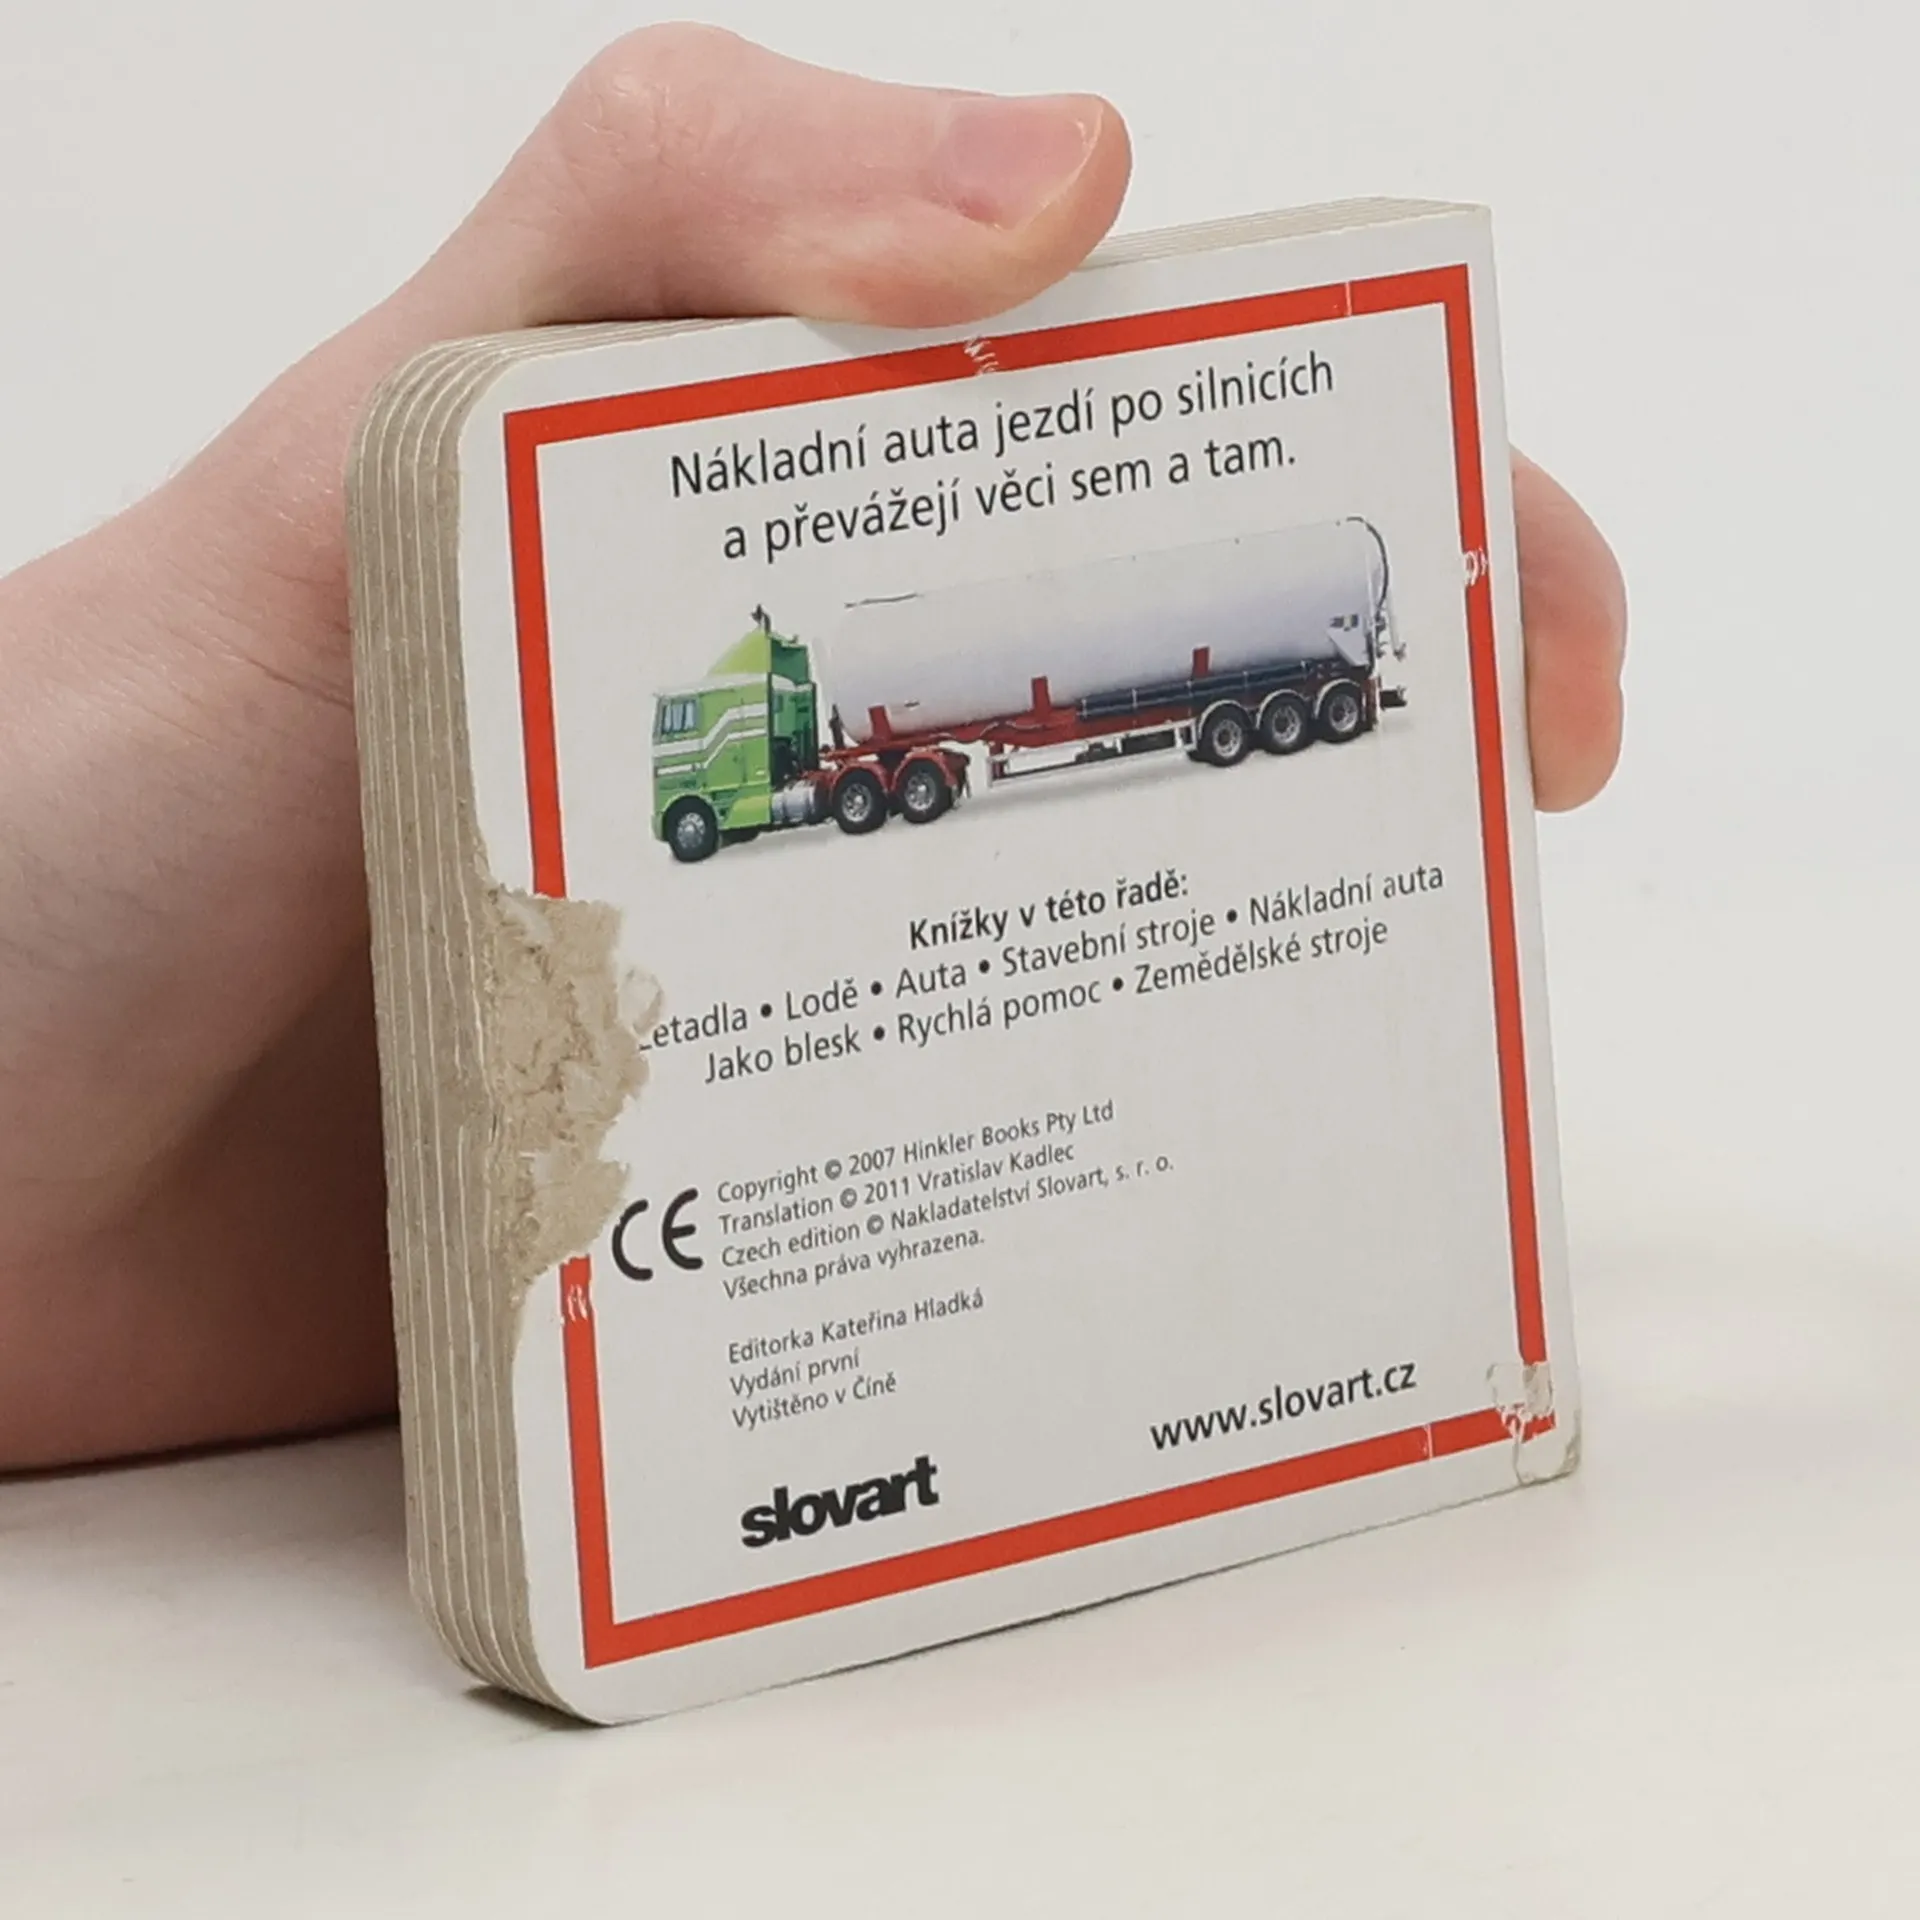 Nákladní auta jezdí po silnicích
a převážejí věci sem a tam.
Knížky v této řadě:
Letadla • Lodě • Auta • Stavební stroje • Nákladní auta
Jako blesk • Rychlá pomoc • Zemědělské stroje
CE
Copyright © 2007 Hinkler Books Pty Ltd
Translation © 2011 Vratislav Kadlec
Czech edition © Nakladatelství Slovart, s. r. o.
Všechna práva vyhrazena.
Editorka Kateřina Hladká
Vydání první
Vytištěno v Číně
www.slovart.cz
slovart